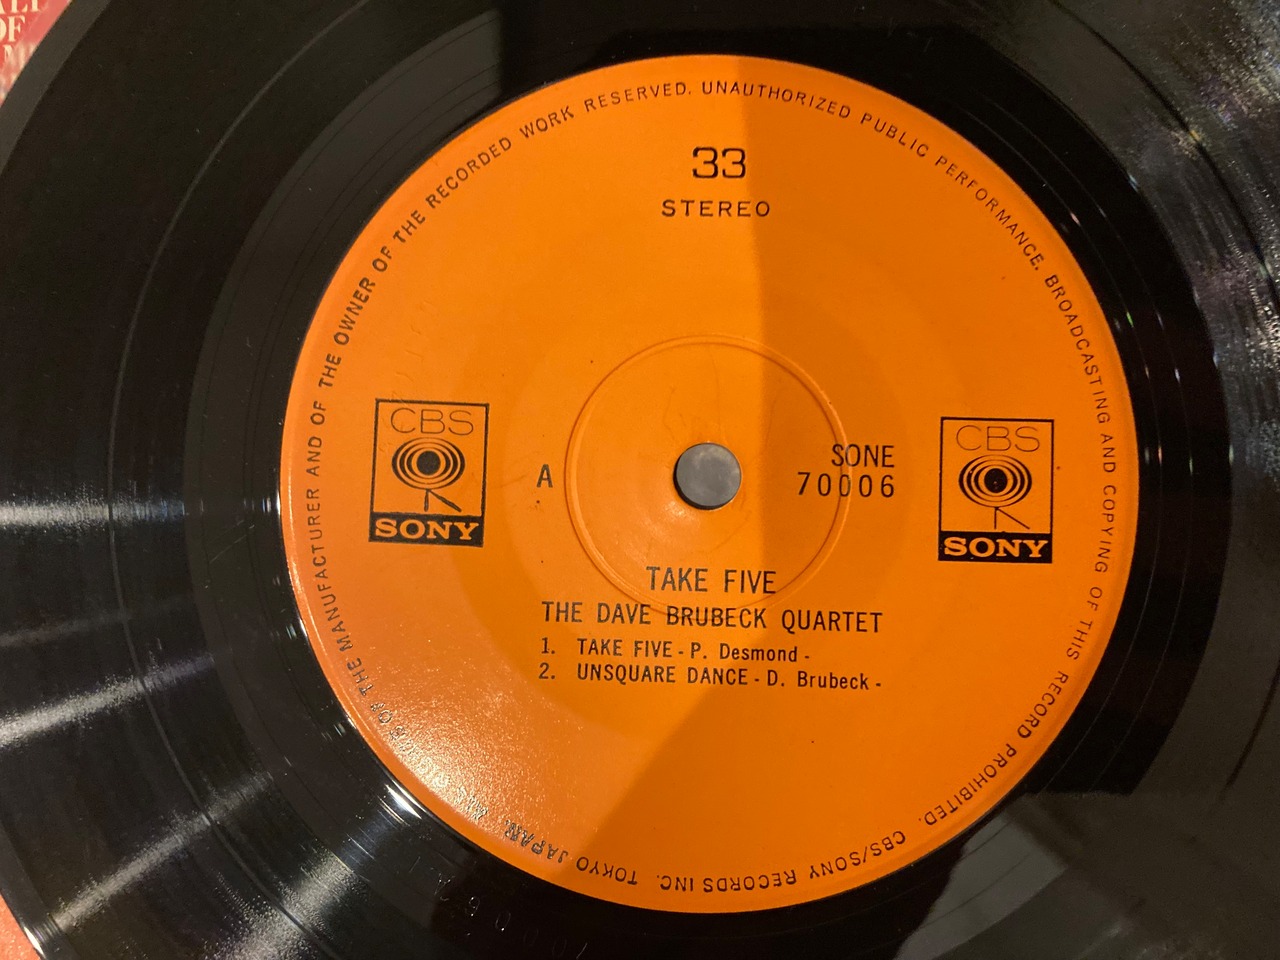 33
STEREO
CBS
SONY
A
SONE
70006
CBS
SONY
TAKE FIVE
THE DAVE BRUBECK QUARTET
1. TAKE FIVE - P. Desmond -
2. UNSQUARE DANCE - D. Brubeck -
OF THE MANUFACTURER AND OF THE OWNER OF THE RECORDED WORK RESERVED. UNAUTHORIZED PUBLIC PERFORMANCE. BROADCASTING AND COPYING OF THIS RECORD PROHIBITED. CBS/SONY RECORDS INC. TOKYO JAPAN.
OF